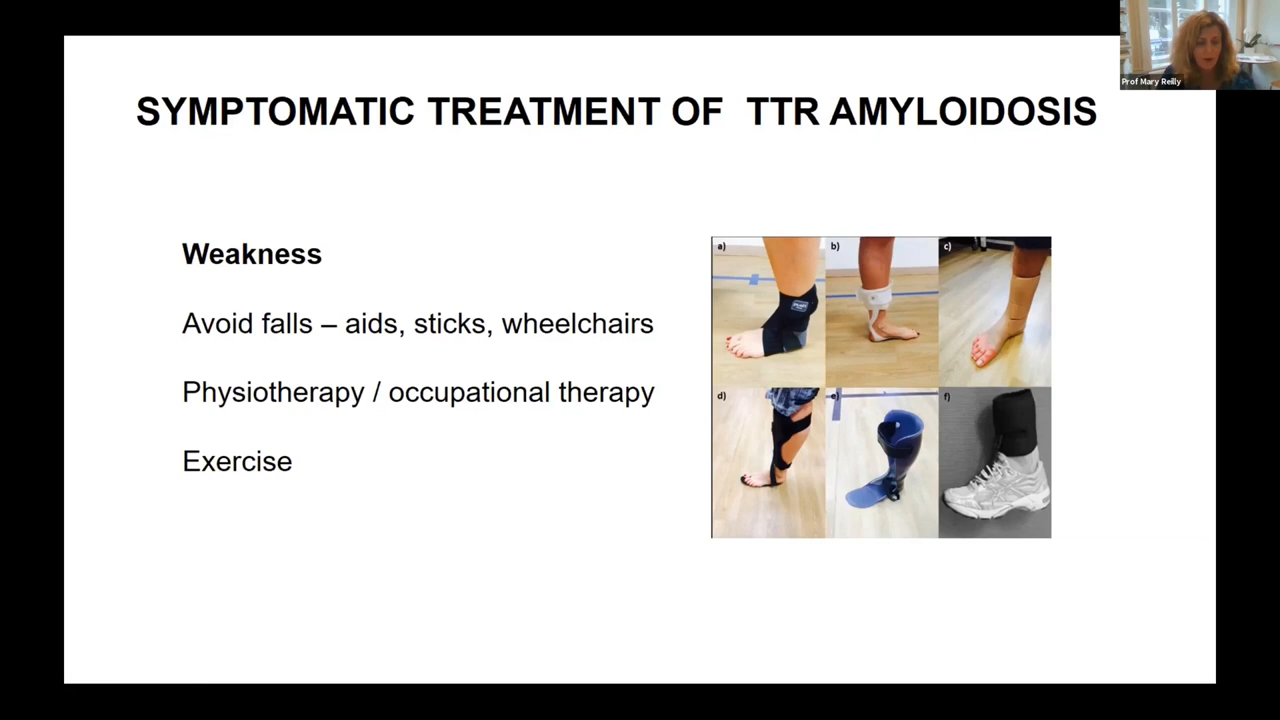 Prof Mary Reilly
SYMPTOMATIC TREATMENT OF TTR AMYLOIDOSIS
Weakness
Avoid falls – aids, sticks, wheelchairs
Physiotherapy / occupational therapy
Exercise
a)
b)
c)
d)
e)
f)